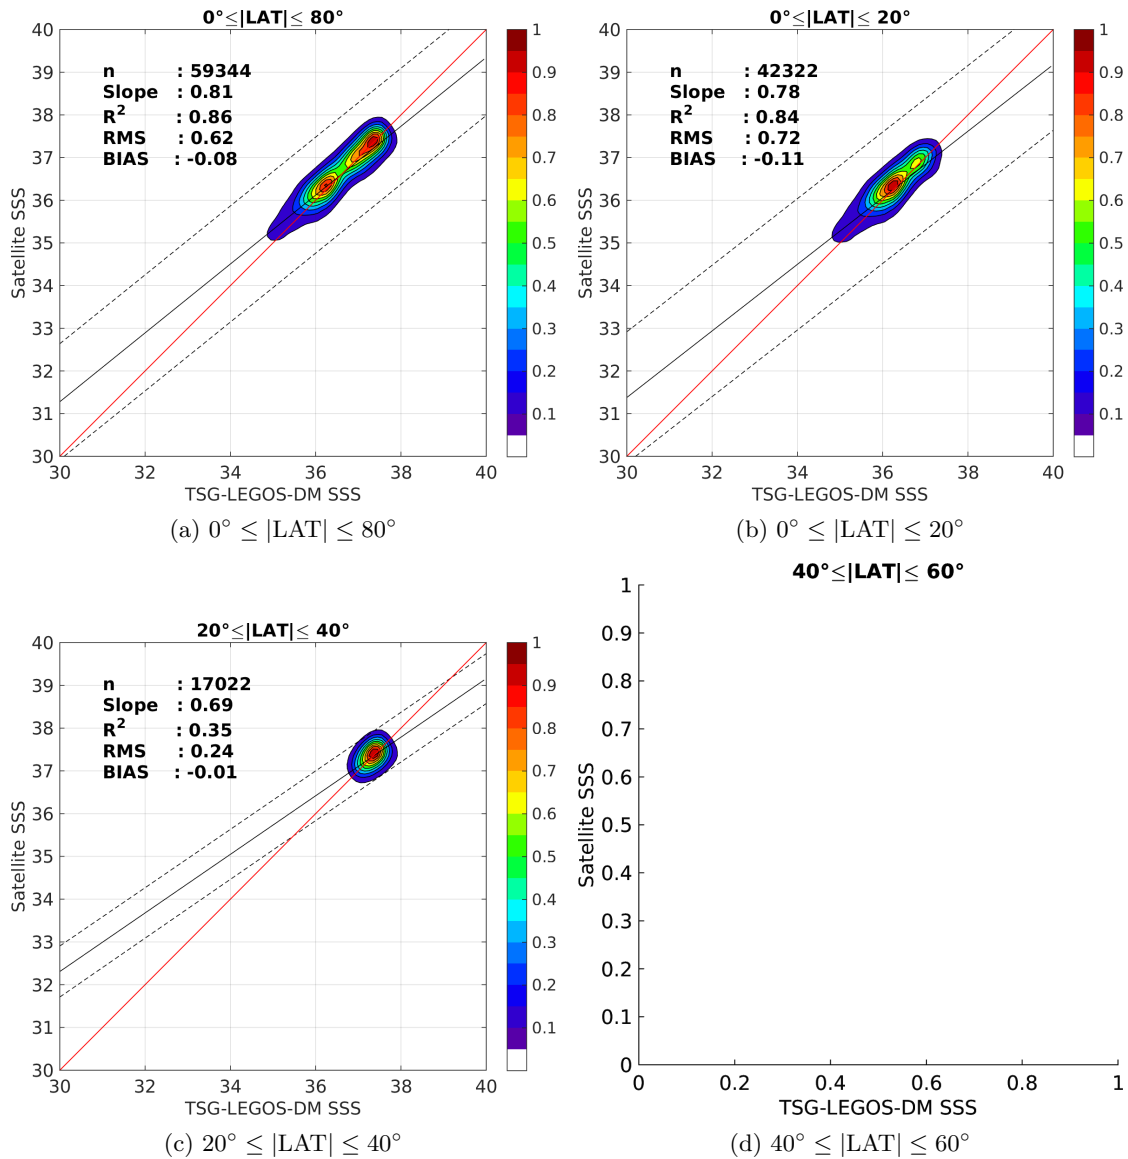 0°≤|LAT|≤ 80°
40
39
38
37
36
35
34
33
32
31
30
Satellite SSS
n : 59344
Slope : 0.81
R² : 0.86
RMS : 0.62
BIAS : -0.08
30 32 34 36 38 40
TSG-LEGOS-DM SSS
1
0.9
0.8
0.7
0.6
0.5
0.4
0.3
0.2
0.1
(a) 0° ≤ |LAT| ≤ 80°
0°≤|LAT|≤ 20°
40
39
38
37
36
35
34
33
32
31
30
Satellite SSS
n : 42322
Slope : 0.78
R² : 0.84
RMS : 0.72
BIAS : -0.11
30 32 34 36 38 40
TSG-LEGOS-DM SSS
1
0.9
0.8
0.7
0.6
0.5
0.4
0.3
0.2
0.1
(b) 0° ≤ |LAT| ≤ 20°
20°≤|LAT|≤ 40°
40
39
38
37
36
35
34
33
32
31
30
Satellite SSS
n : 17022
Slope : 0.69
R² : 0.35
RMS : 0.24
BIAS : -0.01
30 32 34 36 38 40
TSG-LEGOS-DM SSS
1
0.9
0.8
0.7
0.6
0.5
0.4
0.3
0.2
0.1
(c) 20° ≤ |LAT| ≤ 40°
40°≤|LAT|≤ 60°
1
0.9
0.8
0.7
0.6
0.5
0.4
0.3
0.2
0.1
0
Satellite SSS
0 0.2 0.4 0.6 0.8 1
TSG-LEGOS-DM SSS
(d) 40° ≤ |LAT| ≤ 60°